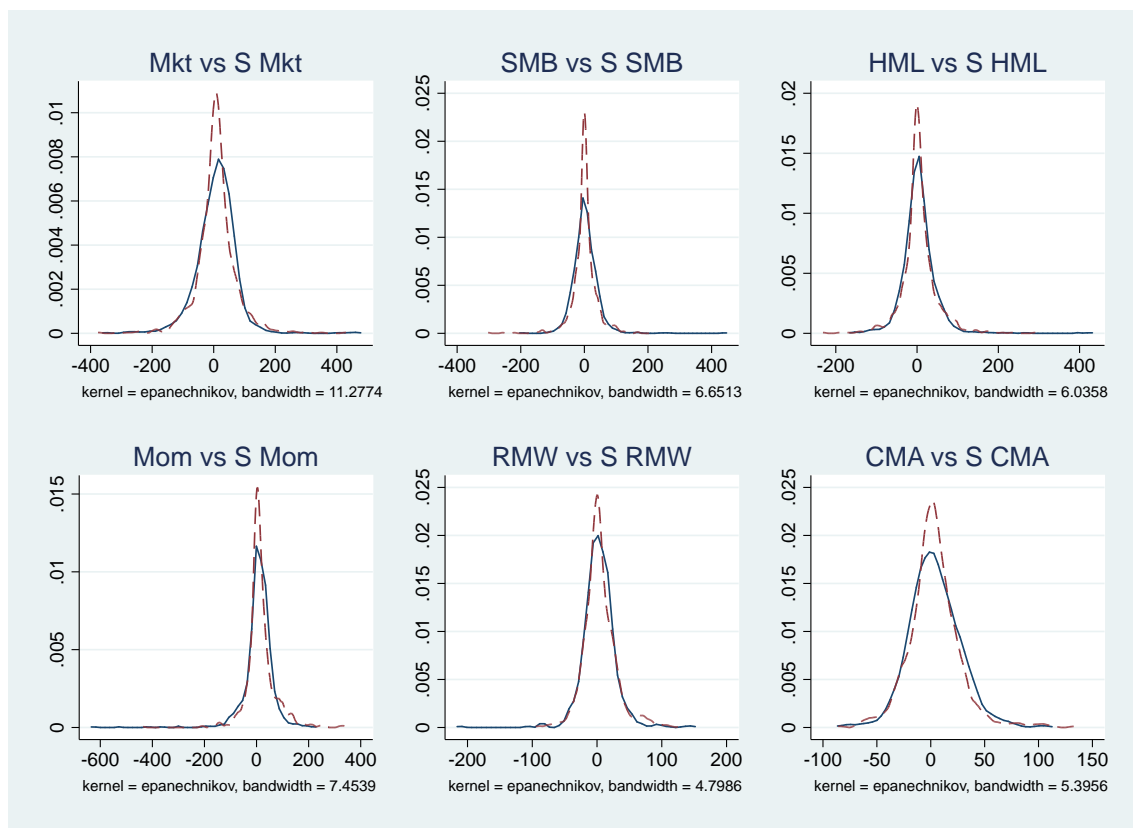 Mkt vs S Mkt
SMB vs S SMB
HML vs S HML
0 .002 .004 .006 .008 .01
-400 -200 0 200 400
kernel = epanechnikov, bandwidth = 11.2774
0 .005 .01 .015 .02 .025
-400 -200 0 200 400
kernel = epanechnikov, bandwidth = 6.6513
0 .005 .01 .015 .02
-200 0 200 400
kernel = epanechnikov, bandwidth = 6.0358
Mom vs S Mom
RMW vs S RMW
CMA vs S CMA
0 .005 .01 .015
-600 -400 -200 0 200 400
kernel = epanechnikov, bandwidth = 7.4539
0 .005 .01 .015 .02 .025
-200 -100 0 100 200
kernel = epanechnikov, bandwidth = 4.7986
0 .005 .01 .015 .02 .025
-100 -50 0 50 100 150
kernel = epanechnikov, bandwidth = 5.3956